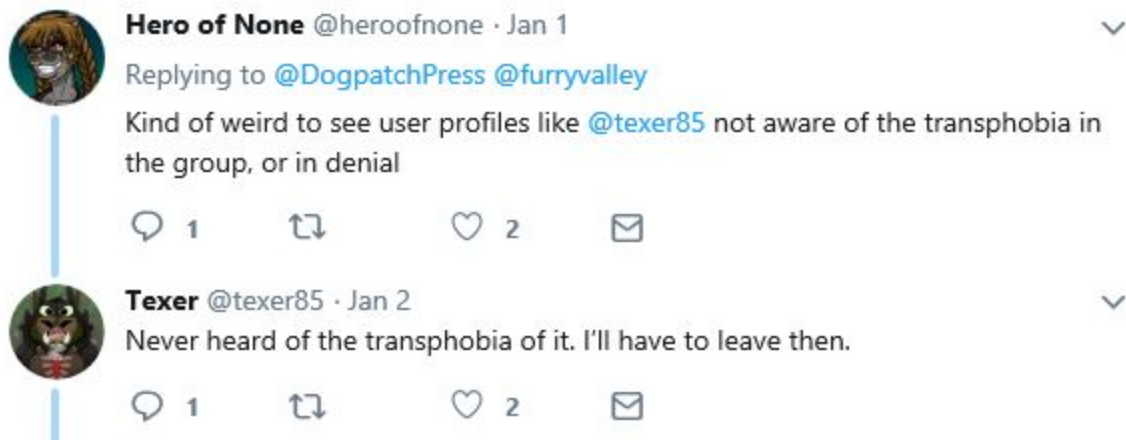 Hero of None @heroofnone · Jan 1
Replying to @DogpatchPress @furryvalley
Kind of weird to see user profiles like @texer85 not aware of the transphobia in
the group, or in denial
1 2
Texer @texer85 · Jan 2
Never heard of the transphobia of it. I'll have to leave then.
1 2